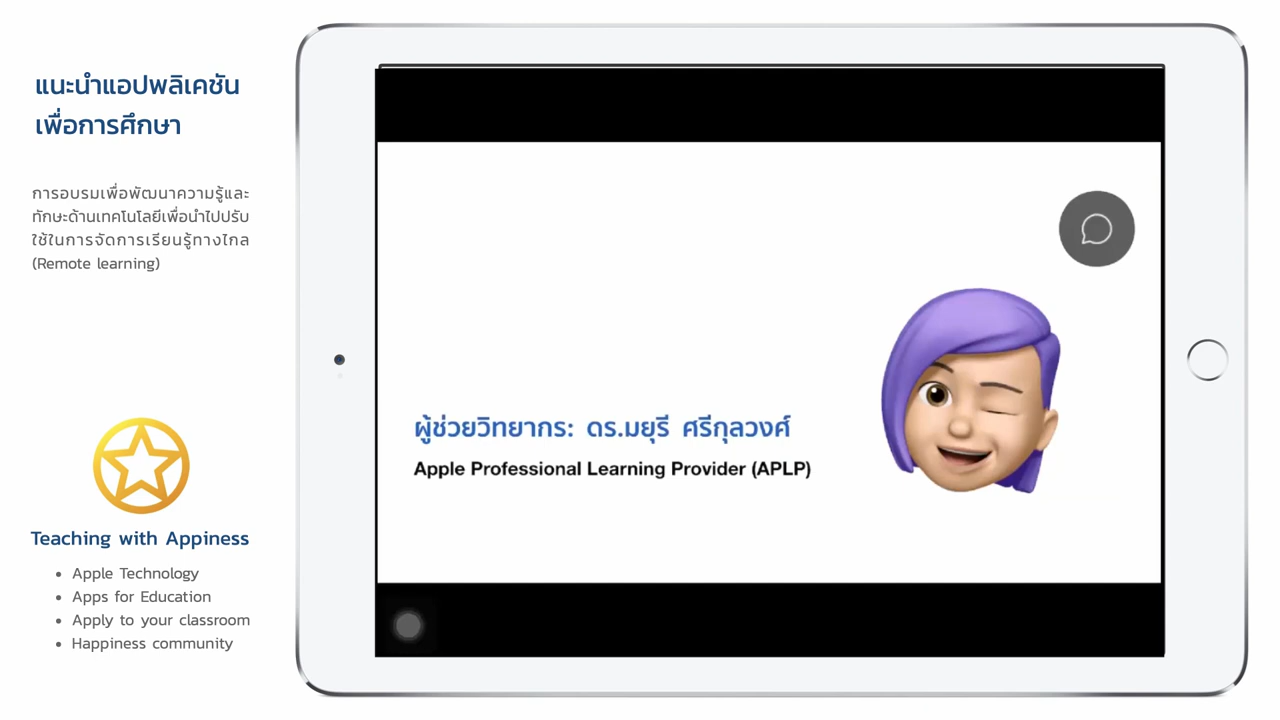 แนะนำแอปพลิเคชัน
เพื่อการศึกษา
การอบรมเพื่อพัฒนาความรู้และ
ทักษะด้านเทคโนโลยีเพื่อนำไปปรับ
ใช้ในการจัดการเรียนรู้ทางไกล
(Remote learning)
Teaching with Appiness
• Apple Technology
• Apps for Education
• Apply to your classroom
• Happiness community
ผู้ช่วยวิทยากร: ดร.มยุรี ศรีกุลวงศ์
Apple Professional Learning Provider (APLP)